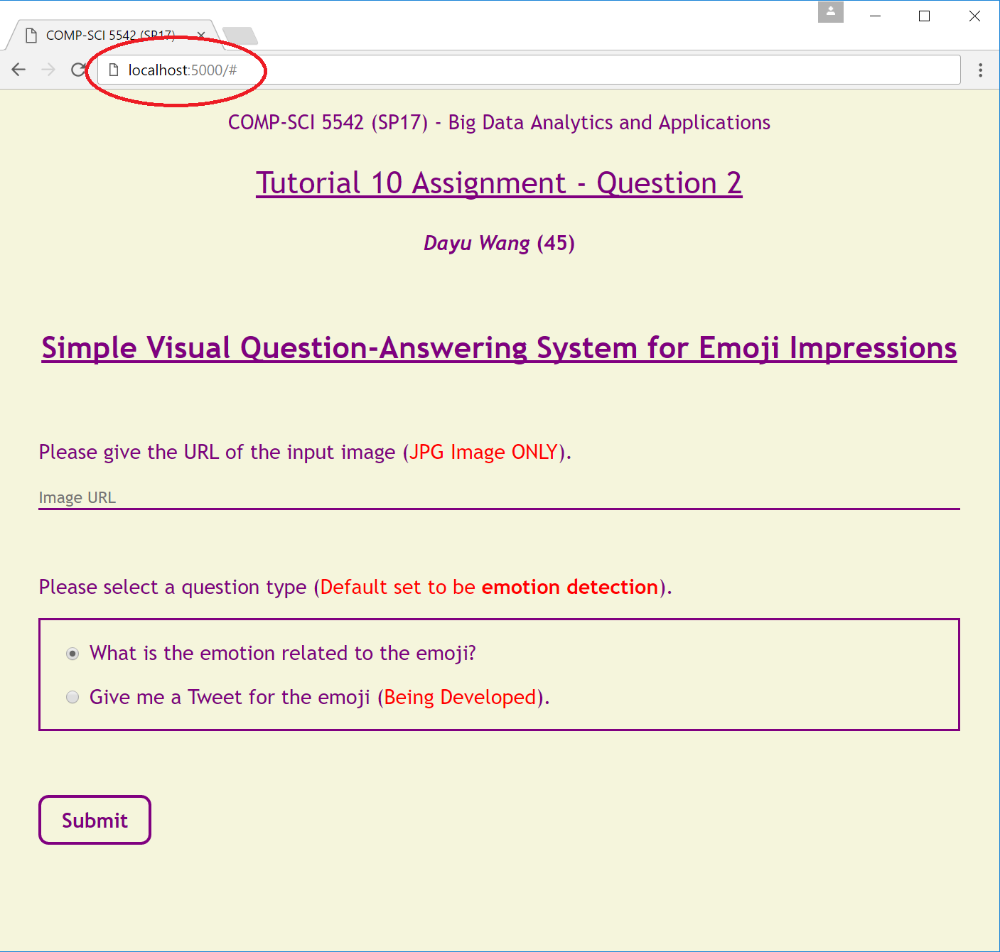 COMP-SCI 5542 (SP17)
localhost:5000/#
COMP-SCI 5542 (SP17) - Big Data Analytics and Applications
Tutorial 10 Assignment - Question 2
Dayu Wang (45)
Simple Visual Question-Answering System for Emoji Impressions
Please give the URL of the input image (JPG Image ONLY).
Image URL
Please select a question type (Default set to be emotion detection).
What is the emotion related to the emoji?
Give me a Tweet for the emoji (Being Developed).
Submit